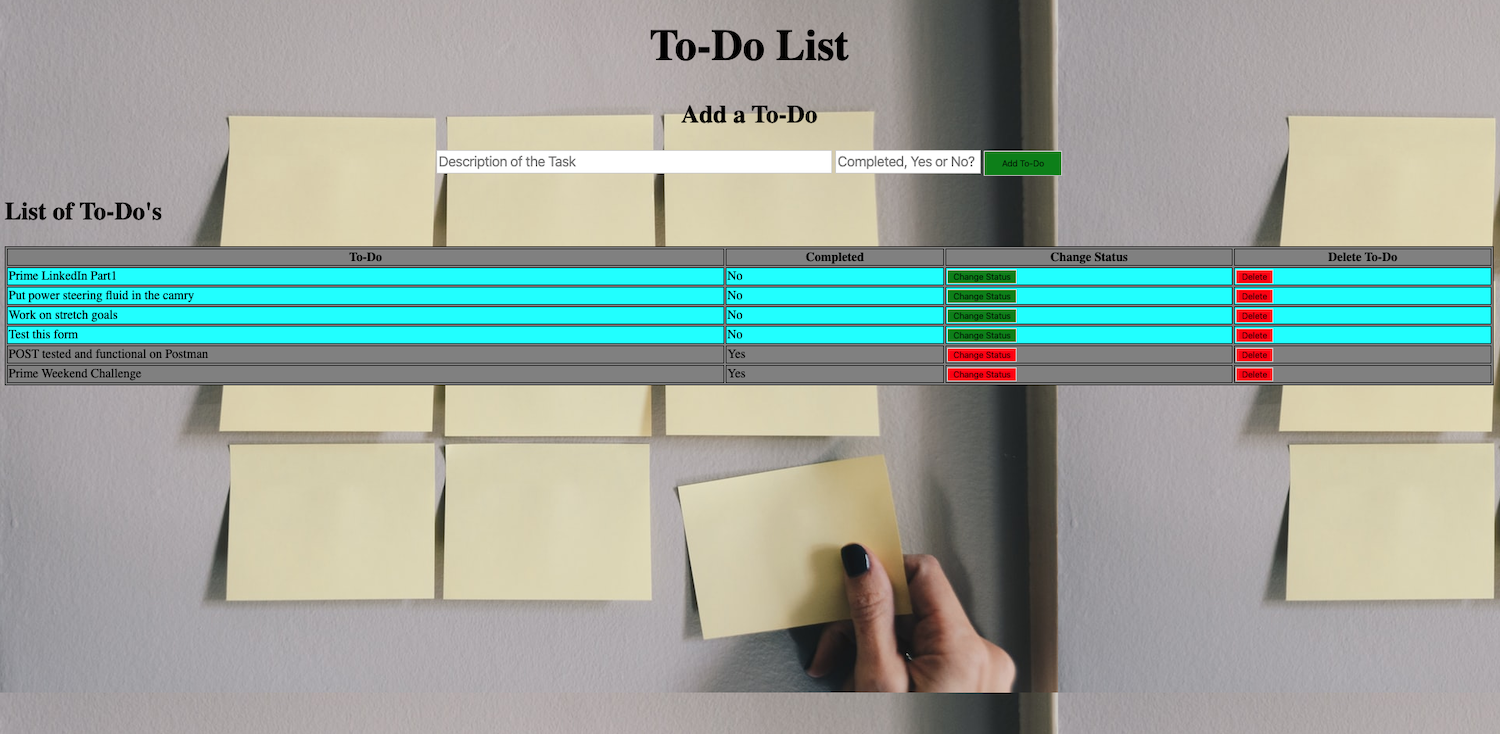 To-Do List
Add a To-Do
Description of the Task Completed, Yes or No? Add To-Do
List of To-Do's
To-Do Completed Change Status Delete To-Do
Prime LinkedIn Part1 No Change Status Delete
Put power steering fluid in the camry No Change Status Delete
Work on stretch goals No Change Status Delete
Test this form No Change Status Delete
POST tested and functional on Postman Yes Change Status Delete
Prime Weekend Challenge Yes Change Status Delete